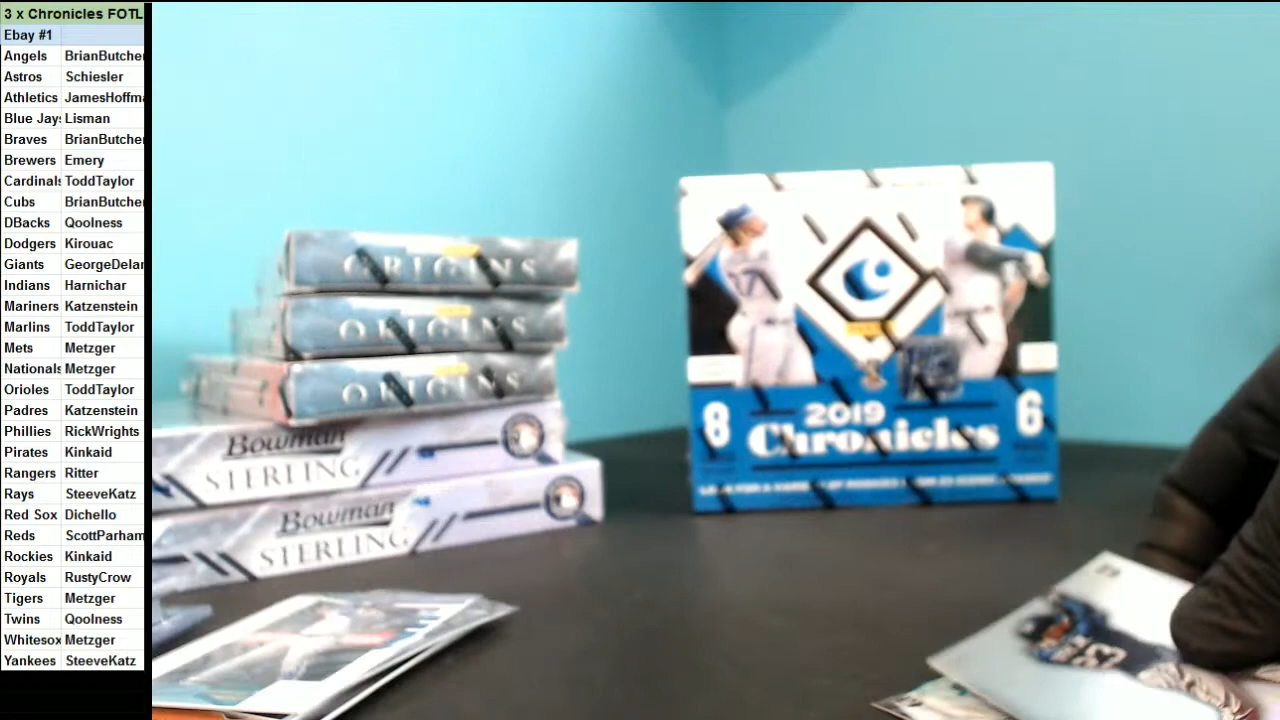 3 x Chronicles FOTL
Ebay #1
Angels BrianButcher
Astros Schiesler
Athletics JamesHoffma
Blue Jays Lisman
Braves BrianButcher
Brewers Emery
Cardinals ToddTaylor
Cubs BrianButcher
DBacks Qoolness
Dodgers Kirouac
Giants GeorgeDelan
Indians Harnichar
Mariners Katzenstein
Marlins ToddTaylor
Mets Metzger
Nationals Metzger
Orioles ToddTaylor
Padres Katzenstein
Phillies RickWrights
Pirates Kinkaid
Rangers Ritter
Rays SteeveKatz
Red Sox Dichello
Reds ScottParham
Rockies Kinkaid
Royals RustyCrow
Tigers Metzger
Twins Qoolness
Whitesox Metzger
Yankees SteeveKatz
ORIGINS
ORIGINS
ORIGINS
Bowman
STERLING
Bowman
STERLING
8 2019 6
Chronicles